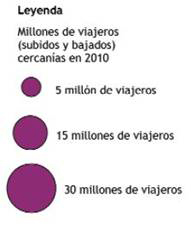 Leyenda
Millones de viajeros
(subidos y bajados)
cercanías en 2010
5 millón de viajeros
15 millones de viajeros
30 millones de viajeros